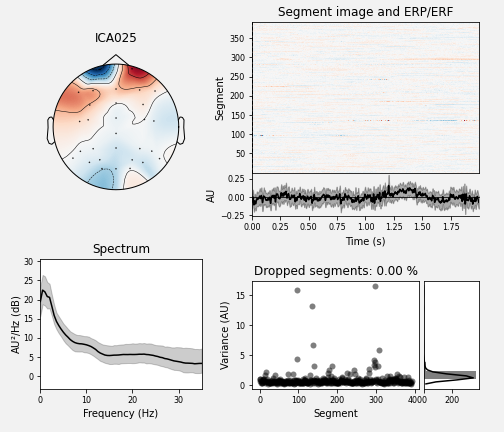 ICA025
Segment image and ERP/ERF
Segment
350
300
250
200
150
100
50
AU
0.25
0.00
−0.25
0.00 0.25 0.50 0.75 1.00 1.25 1.50 1.75
Time (s)
Spectrum
AU²/Hz (dB)
30
25
20
15
10
5
0
0 10 20 30
Frequency (Hz)
Dropped segments: 0.00 %
Variance (AU)
15
10
5
0
0 100 200 300 400
Segment
0 200